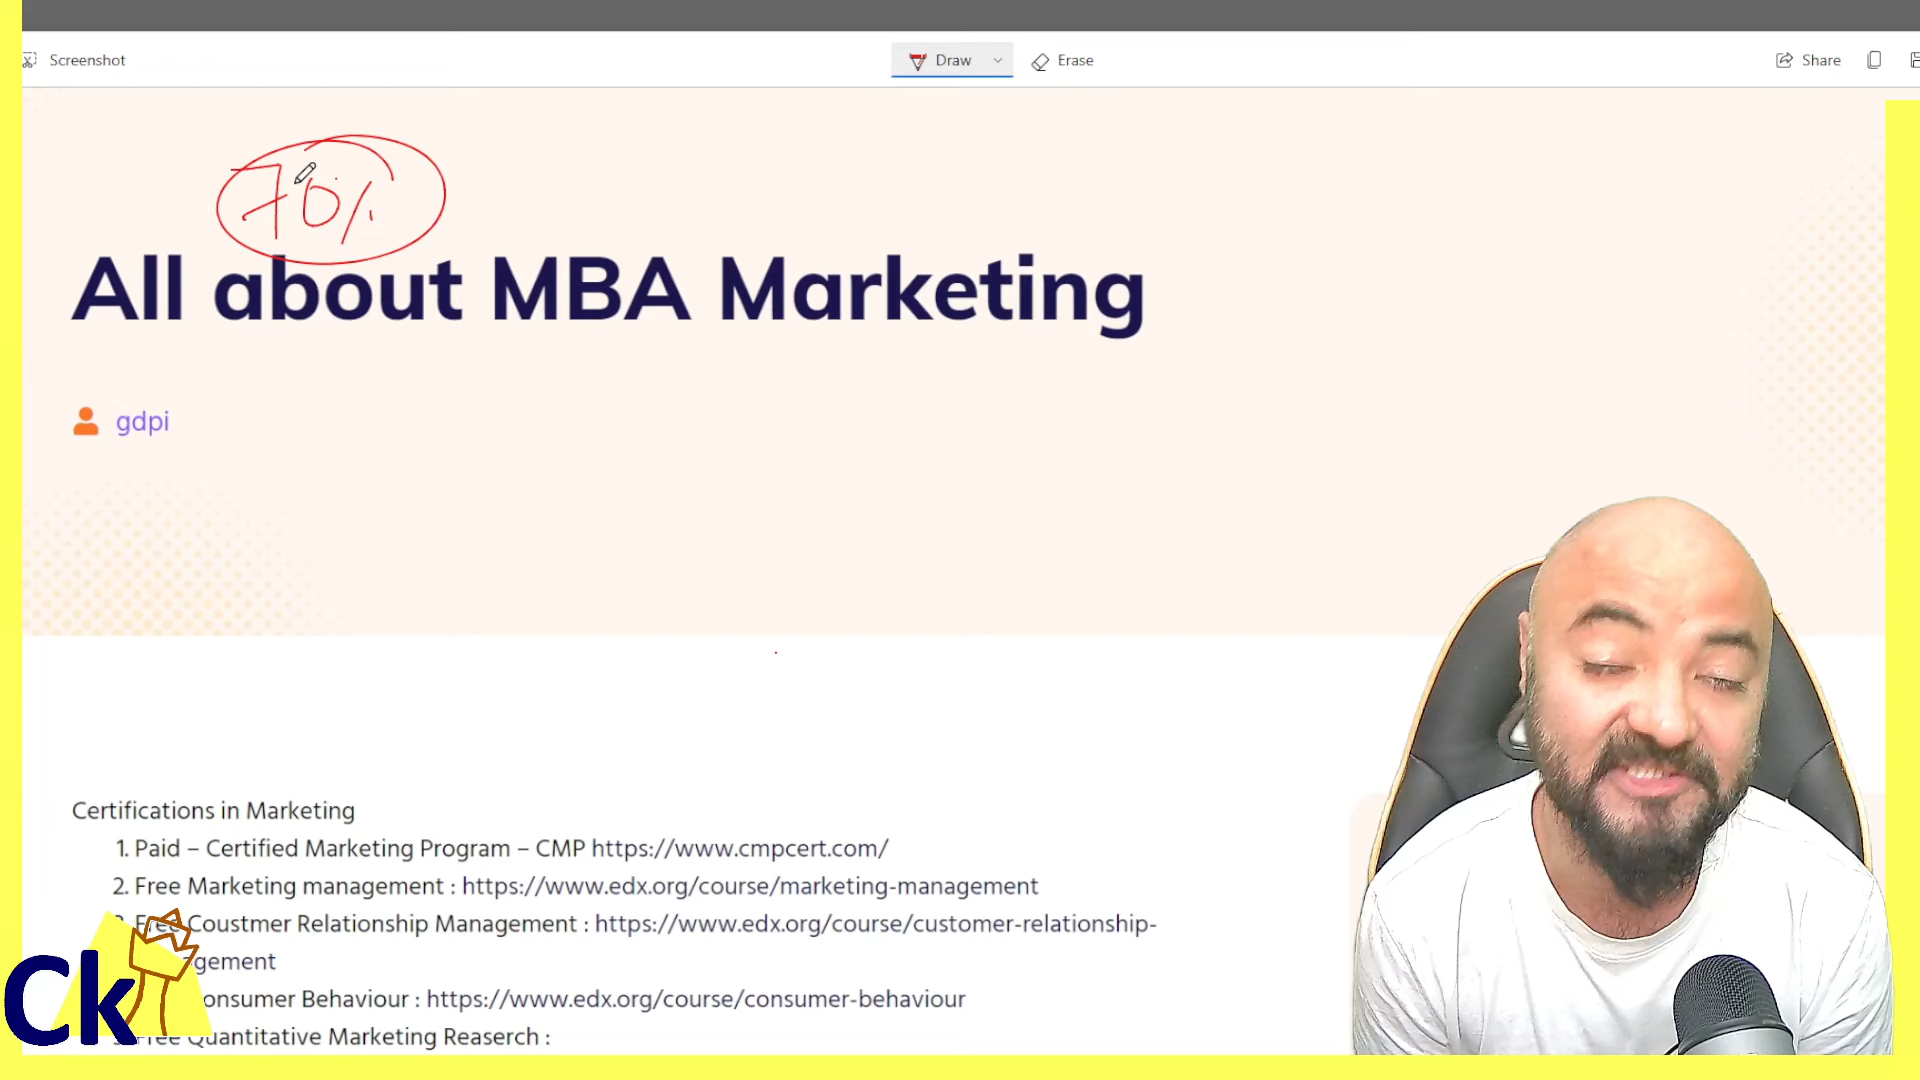 Screenshot
Draw
Erase
Share
70%
All about MBA Marketing
gdpi
Certifications in Marketing
1. Paid – Certified Marketing Program – CMP https://www.cmpcert.com/
2. Free Marketing management : https://www.edx.org/course/marketing-management
Free Coustmer Relationship Management : https://www.edx.org/course/customer-relationship-
gement
onsumer Behaviour : https://www.edx.org/course/consumer-behaviour
Free Quantitative Marketing Reaserch :
Ck